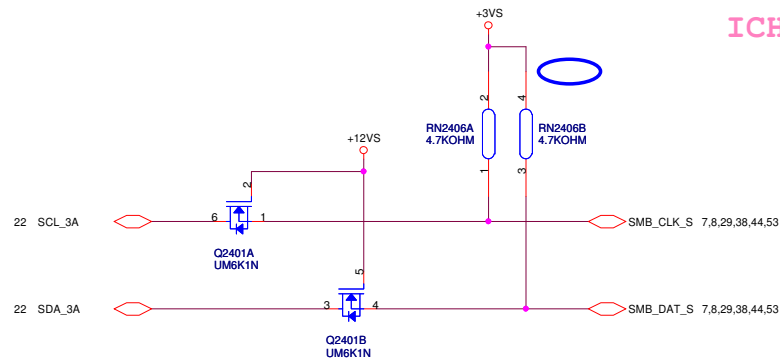 +3VS
ICH
2 4
RN2406A
4.7KOHM
RN2406B
4.7KOHM
+12VS
1 3
2
22 SCL_3A 6 1 SMB_CLK_S 7,8,29,38,44,53
Q2401A
UM6K1N
5
22 SDA_3A 3 4 SMB_DAT_S 7,8,29,38,44,53
Q2401B
UM6K1N